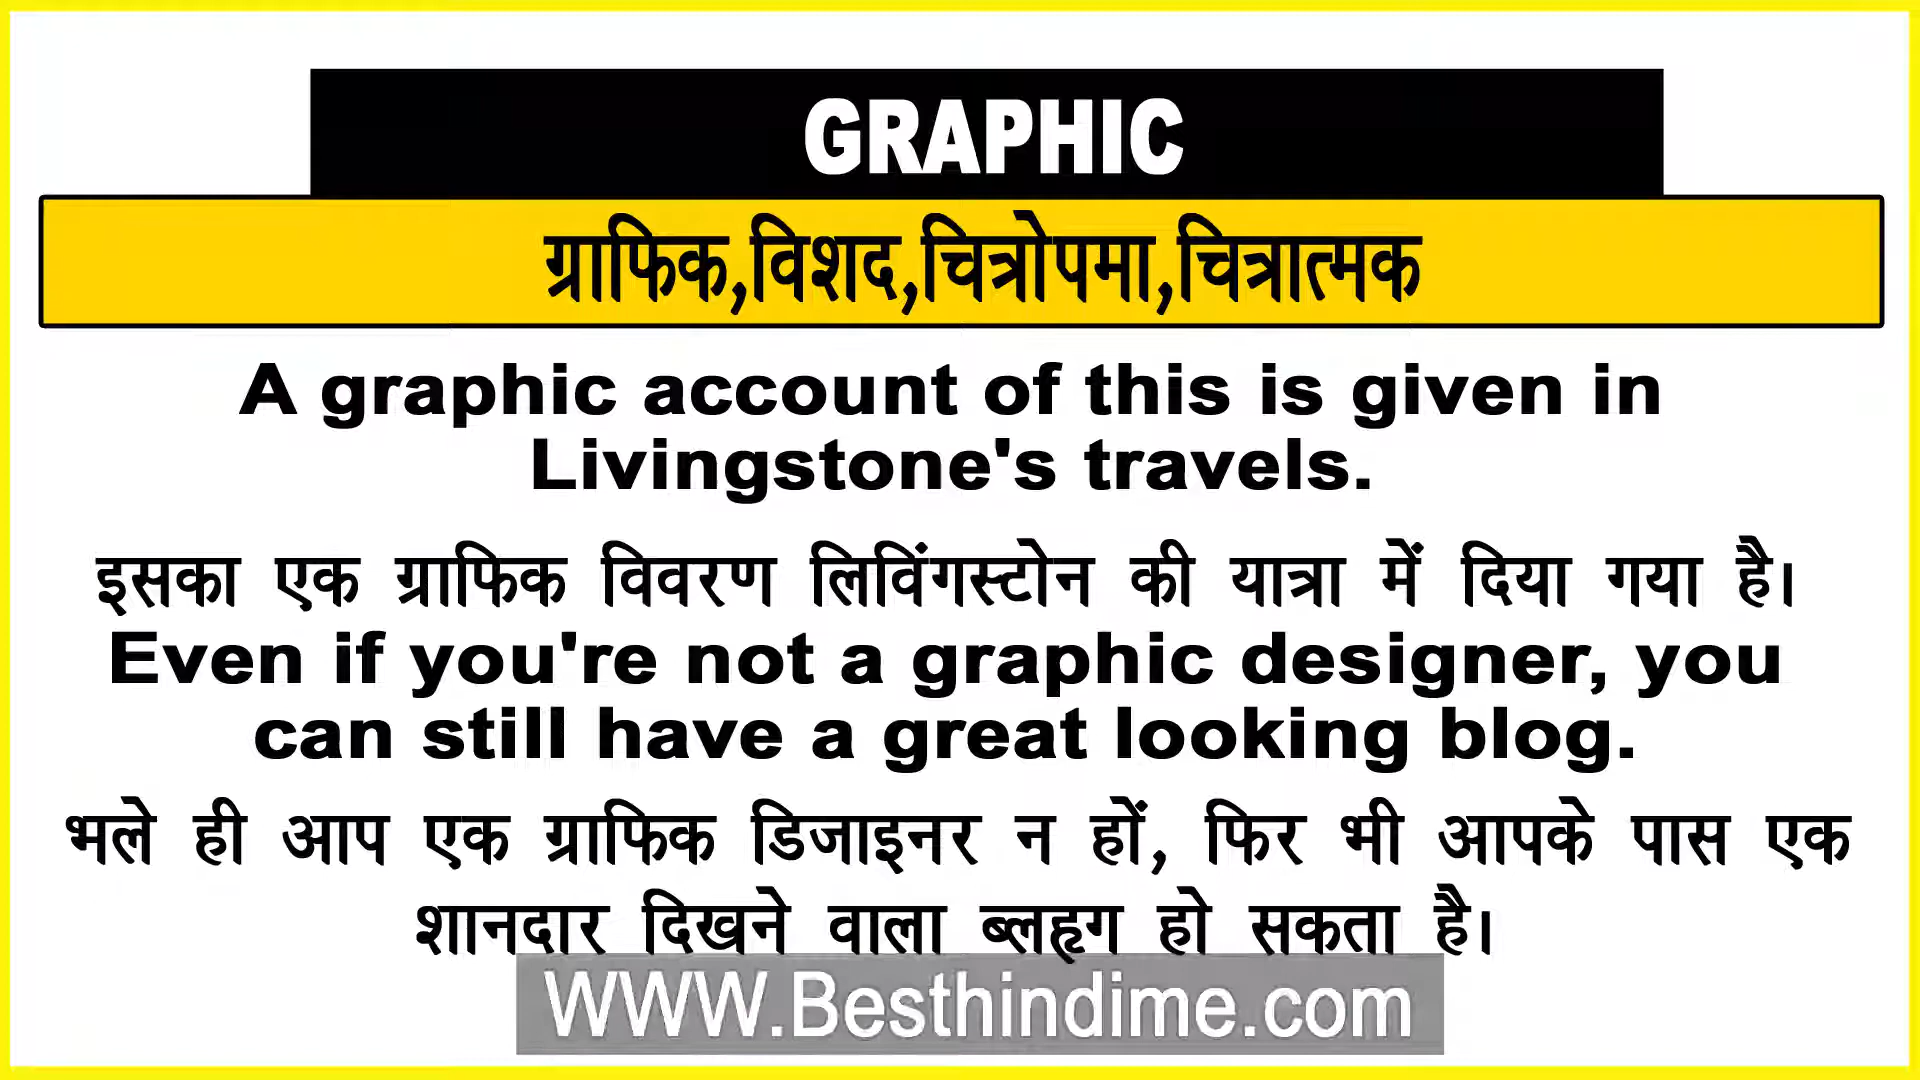 GRAPHIC
ग्राफिक,विशद,चित्रोपमा,चित्रात्मक
A graphic account of this is given in
Livingstone's travels.
इसका एक ग्राफिक विवरण लिविंगस्टोन की यात्रा में दिया गया है।
Even if you're not a graphic designer, you
can still have a great looking blog.
भले ही आप एक ग्राफिक डिजाइनर न हों, फिर भी आपके पास एक
शानदार दिखने वाला ब्लहृग हो सकता है।
WWW.Besthindime.com